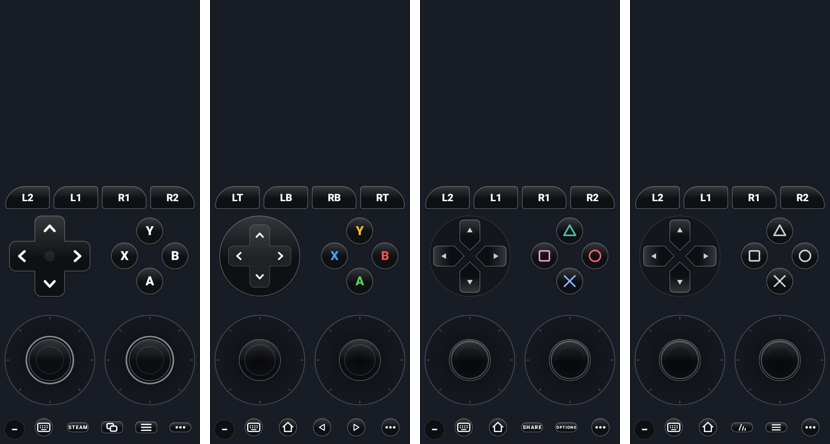 L2 L1 R1 R2
Y
X B
A
STEAM
LT LB RB RT
Y
X B
A
L2 L1 R1 R2
SHARE OPTIONS
L2 L1 R1 R2